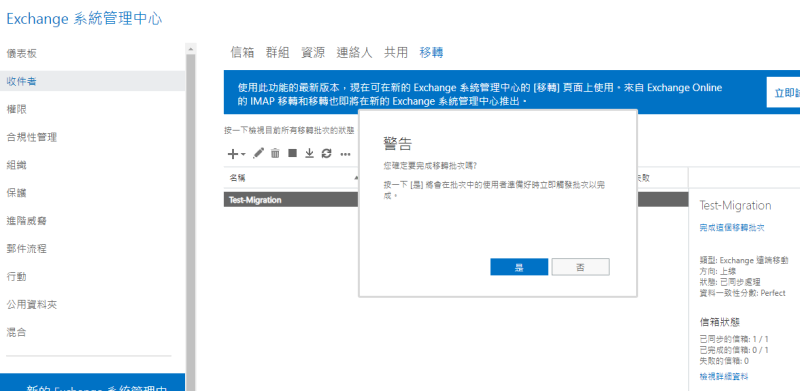 Exchange 系統管理中心
儀表板
收件者
權限
合規性管理
組織
保護
進階威脅
郵件流程
行動
公用資料夾
混合
新的 Exchange 系統管理中
信箱 群組 資源 連絡人 共用 移轉
使用此功能的最新版本，現在可在新的 Exchange 系統管理中心的 [移轉] 頁面上使用。來自 Exchange Online
的 IMAP 移轉和移轉也即將在新的 Exchange 系統管理中心推出。
立即試
按一下檢視目前所有移轉批次的狀態
名稱
失敗
Test-Migration
警告
您確定要完成移轉批次嗎?
按一下 [是] 將會在批次中的使用者準備好時立即觸發批次以完
成。
是 否
Test-Migration
完成這個移轉批次
類型: Exchange 遠端移動
方向: 上線
狀態: 已同步處理
資料一致性分數: Perfect
信箱狀態
已同步的信箱: 1 / 1
已完成的信箱: 0 / 1
失敗的信箱: 0
檢視詳細資料